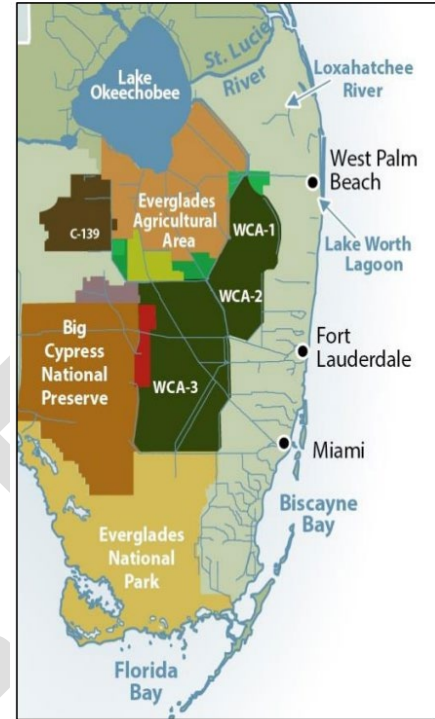 St. Lucie
River
Lake
Okeechobee
Loxahatchee
River
West Palm
Beach
Everglades
Agricultural
Area
C-139
WCA-1
Lake Worth
Lagoon
WCA-2
Big
Cypress
National
Preserve
WCA-3
Fort
Lauderdale
Miami
Biscayne
Bay
Everglades
National
Park
Florida
Bay